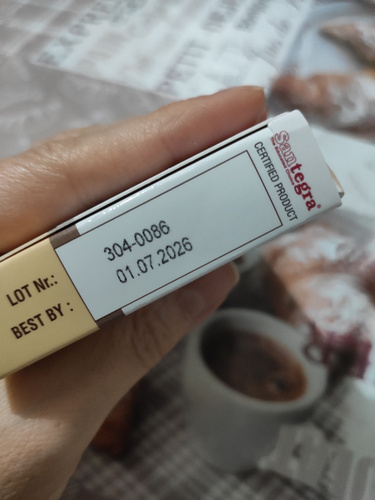 Santegra®
CERTIFIED PRODUCT
LOT Nr.: 304-0086
BEST BY : 01.07.2026